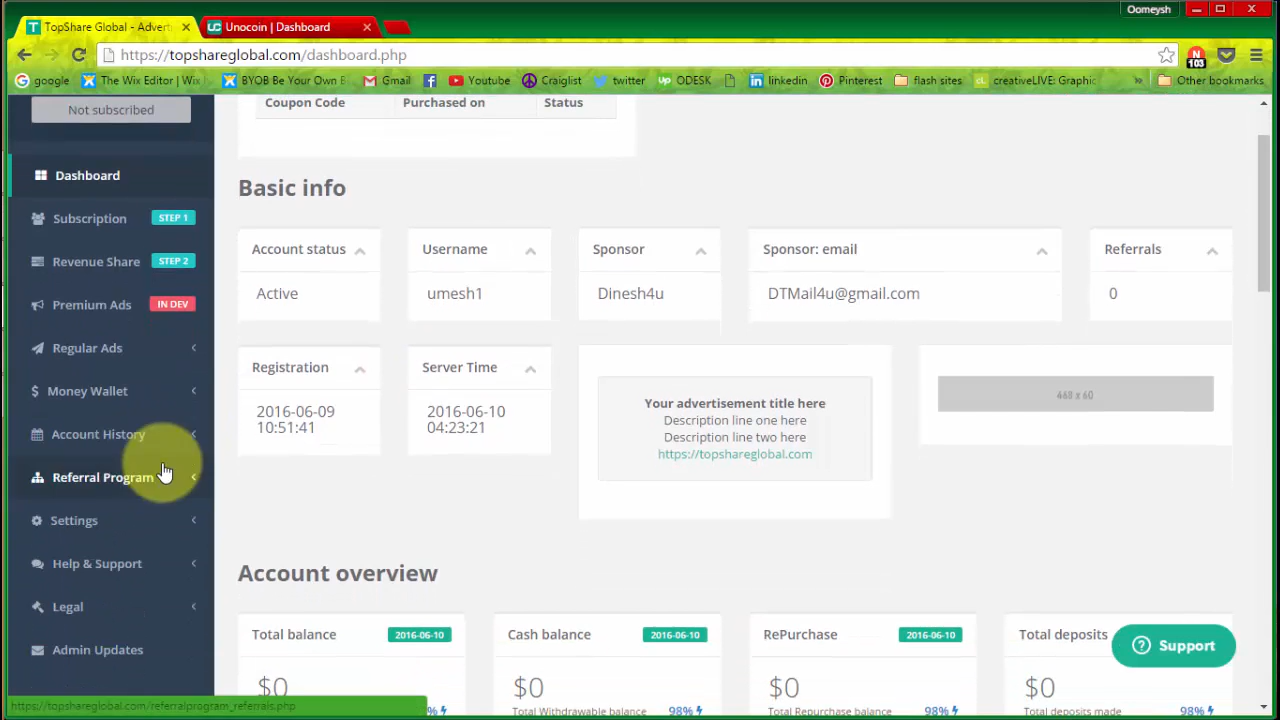 Oomeysh
TopShare Global - Advert
Unocoin | Dashboard
https://topshareglobal.com/dashboard.php
N
103
google
The Wix Editor | Wix
BYOB Be Your Own B
Gmail
Youtube
Craiglist
twitter
ODESK
linkedin
Pinterest
flash sites
creativeLIVE: Graphic
»
Other bookmarks
Not subscribed
Dashboard
Subscription STEP 1
Revenue Share STEP 2
Premium Ads IN DEV
Regular Ads
Money Wallet
Account History
Referral Program
Settings
Help & Support
Legal
Admin Updates
https://topshareglobal.com/referralprogram_referrals.php
Coupon Code Purchased on Status
Basic info
Account status
Active
Username
umesh1
Sponsor
Dinesh4u
Sponsor: email
DTMail4u@gmail.com
Referrals
0
Registration
2016-06-09
10:51:41
Server Time
2016-06-10
04:23:21
Your advertisement title here
Description line one here
Description line two here
https://topshareglobal.com
468 x 60
Account overview
Total balance 2016-06-10
$0
% 
Cash balance 2016-06-10
$0
Total Withdrawable balance 98%
RePurchase 2016-06-10
$0
Total Repurchase balance 98%
Total deposits
$0
Total deposits made 98%
Support